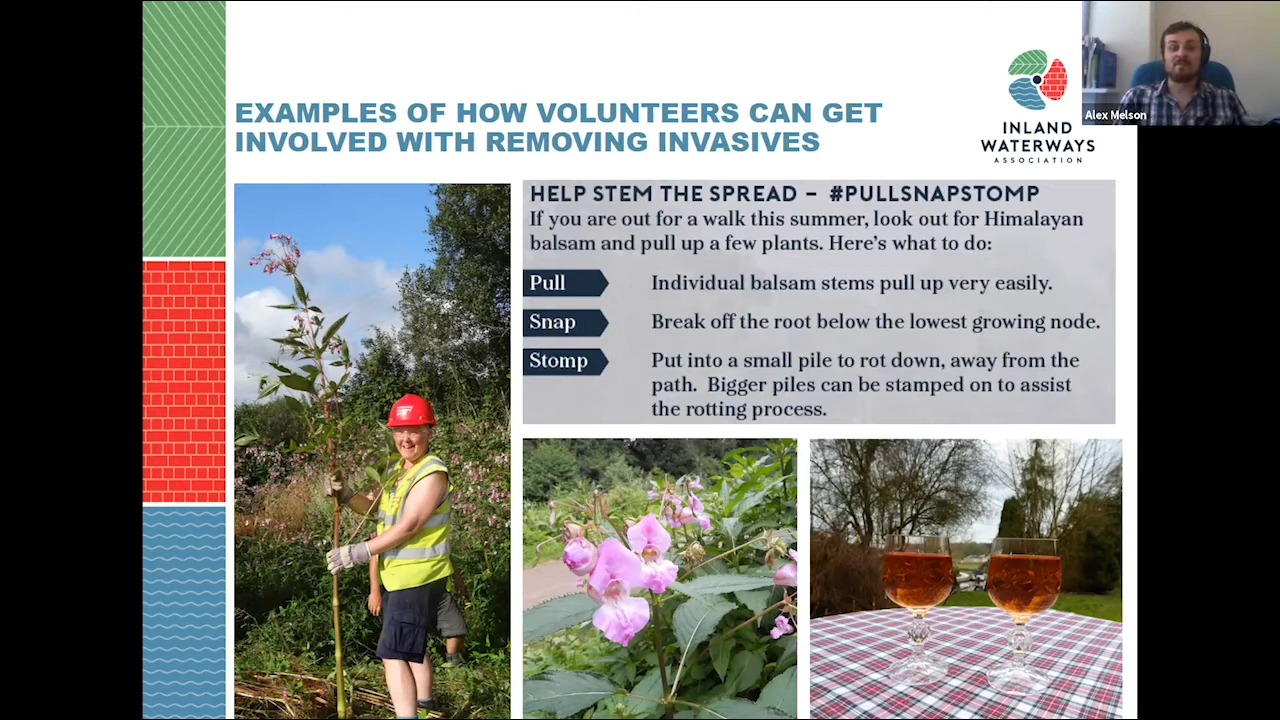 EXAMPLES OF HOW VOLUNTEERS CAN GET
INVOLVED WITH REMOVING INVASIVES
INLAND
WATERWAYS
ASSOCIATION
Alex Melson
HELP STEM THE SPREAD – #PULLSNAPSTOMP
If you are out for a walk this summer, look out for Himalayan
balsam and pull up a few plants. Here's what to do:
Pull Individual balsam stems pull up very easily.
Snap Break off the root below the lowest growing node.
Stomp Put into a small pile to rot down, away from the
path. Bigger piles can be stamped on to assist
the rotting process.